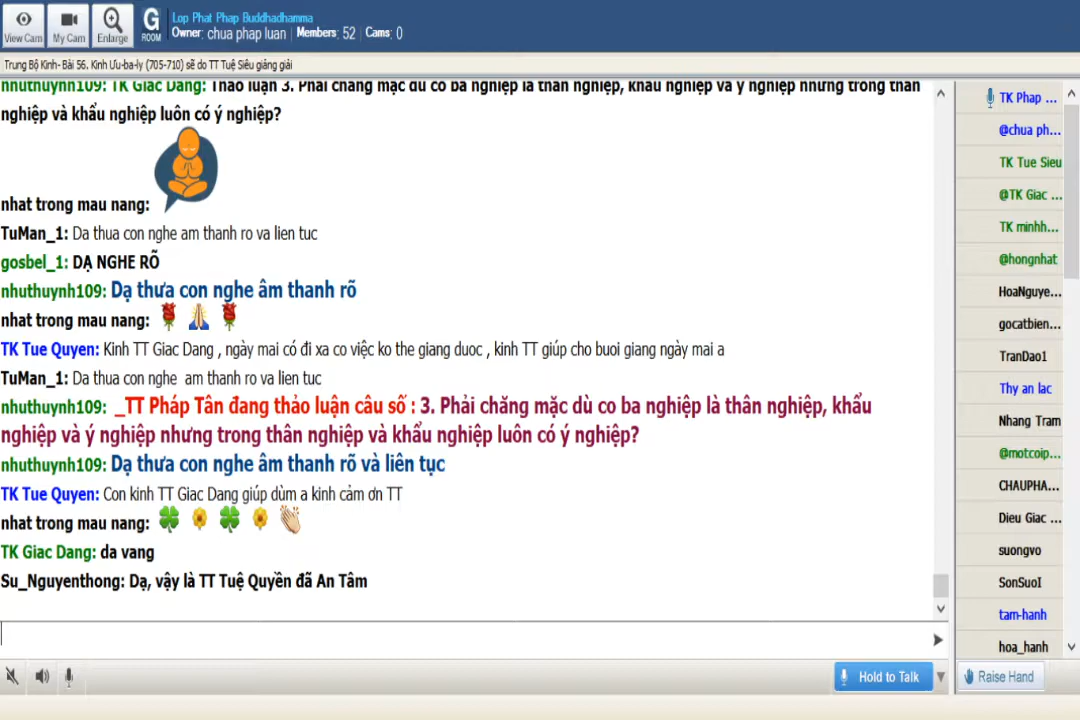 View Cam
My Cam
Enlarge
G
ROOM
Lop Phat Phap Buddhadhamma
Owner: chua phap luan | Members: 52 | Cams: 0
Trung Bộ Kinh- Bài 56. Kinh Ưu-ba-ly (705-710) sẽ do TT Tuệ Siêu giảng giải
nhuthuynh109: TK Giac Dang: Thảo luận 3. Phải chăng mặc dù có ba nghiệp là thân nghiệp, khẩu nghiệp và ý nghiệp nhưng trong thân
nghiệp và khẩu nghiệp luôn có ý nghiệp?
nhat trong mau nang:
TuMan_1: Da thua con nghe am thanh ro va lien tuc
gosbel_1: DẠ NGHE RÕ
nhuthuynh109: Dạ thưa con nghe âm thanh rõ
nhat trong mau nang:
TK Tue Quyen: Kinh TT Giac Dang , ngày mai có đi xa co việc ko the giang duoc , kinh TT giúp cho buoi giang ngày mai a
TuMan_1: Da thua con nghe am thanh ro va lien tuc
nhuthuynh109: _TT Pháp Tân đang thảo luận câu số : 3. Phải chăng mặc dù co ba nghiệp là thân nghiệp, khẩu
nghiệp và ý nghiệp nhưng trong thân nghiệp và khẩu nghiệp luôn có ý nghiệp?
nhuthuynh109: Dạ thưa con nghe âm thanh rõ và liên tục
TK Tue Quyen: Con kinh TT Giac Dang giúp dùm a kinh cảm ơn TT
nhat trong mau nang:
TK Giac Dang: da vang
Su_Nguyenthong: Dạ, vậy là TT Tuệ Quyền đã An Tâm
Hold to Talk
TK Phap ...
@chua ph...
TK Tue Sieu
@TK Giac ...
TK minhh...
@hongnhat
HoaNguye...
gocatbien...
TranDao1
Thy an lac
Nhang Tram
@motcoip...
CHAUPHA...
Dieu Giac ...
suongvo
SonSuoI
tam-hanh
hoa_hanh
Raise Hand